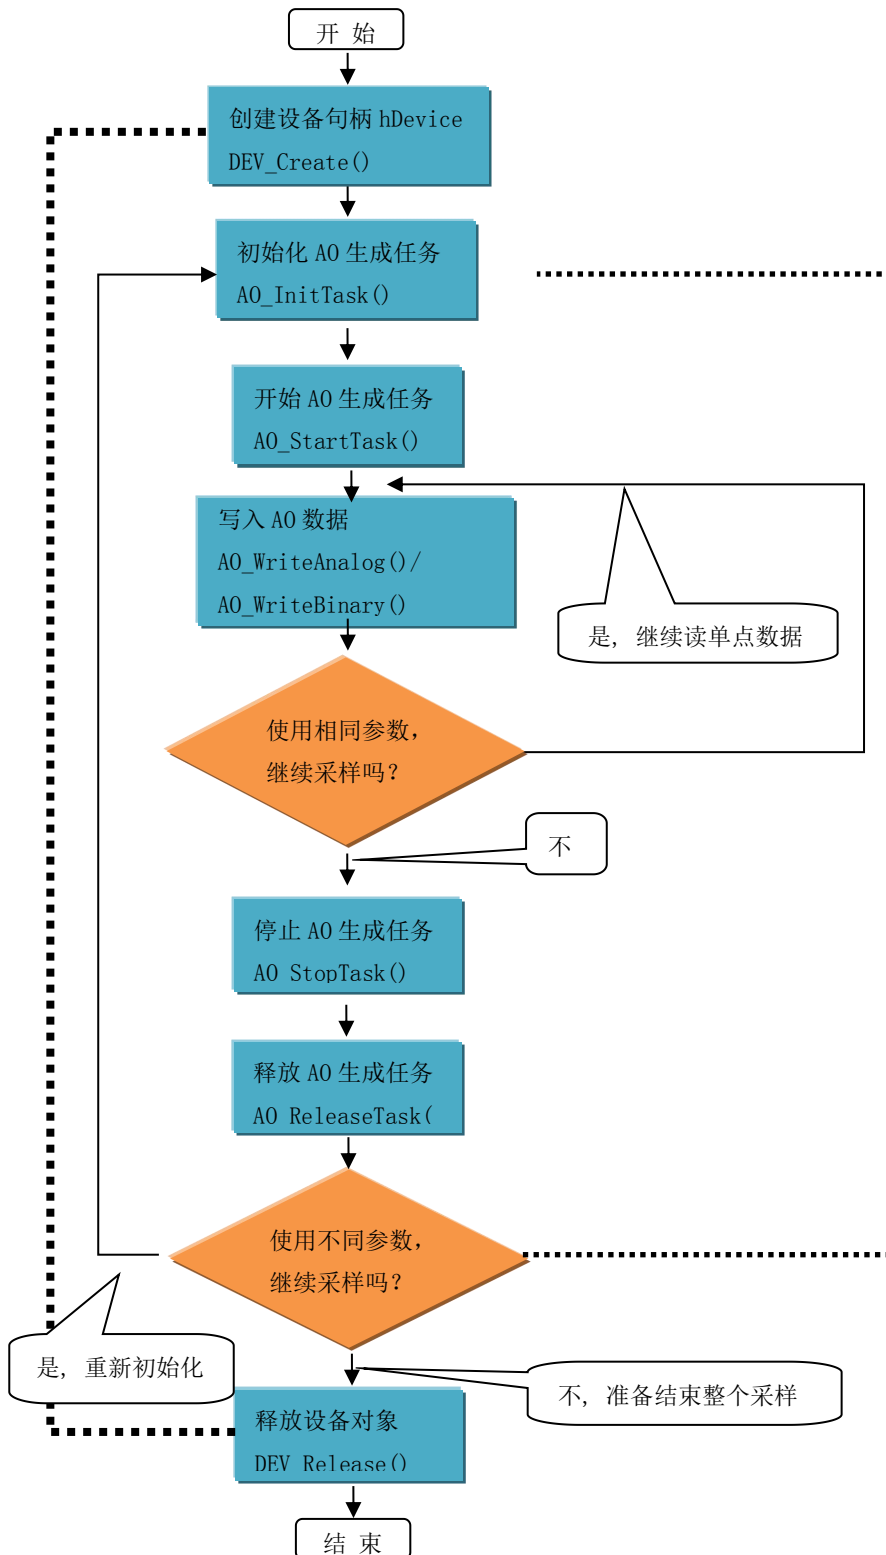 开 始
创建设备句柄 hDevice
DEV_Create()
初始化 AO 生成任务
AO_InitTask()
开始 AO 生成任务
AO_StartTask()
写入 AO 数据
AO_WriteAnalog()/
AO_WriteBinary()
是, 继续读单点数据
使用相同参数,
继续采样吗?
不
停止 AO 生成任务
AO StopTask()
释放 AO 生成任务
AO ReleaseTask(
使用不同参数,
继续采样吗?
是, 重新初始化
不, 准备结束整个采样
释放设备对象
DEV Release()
结 束